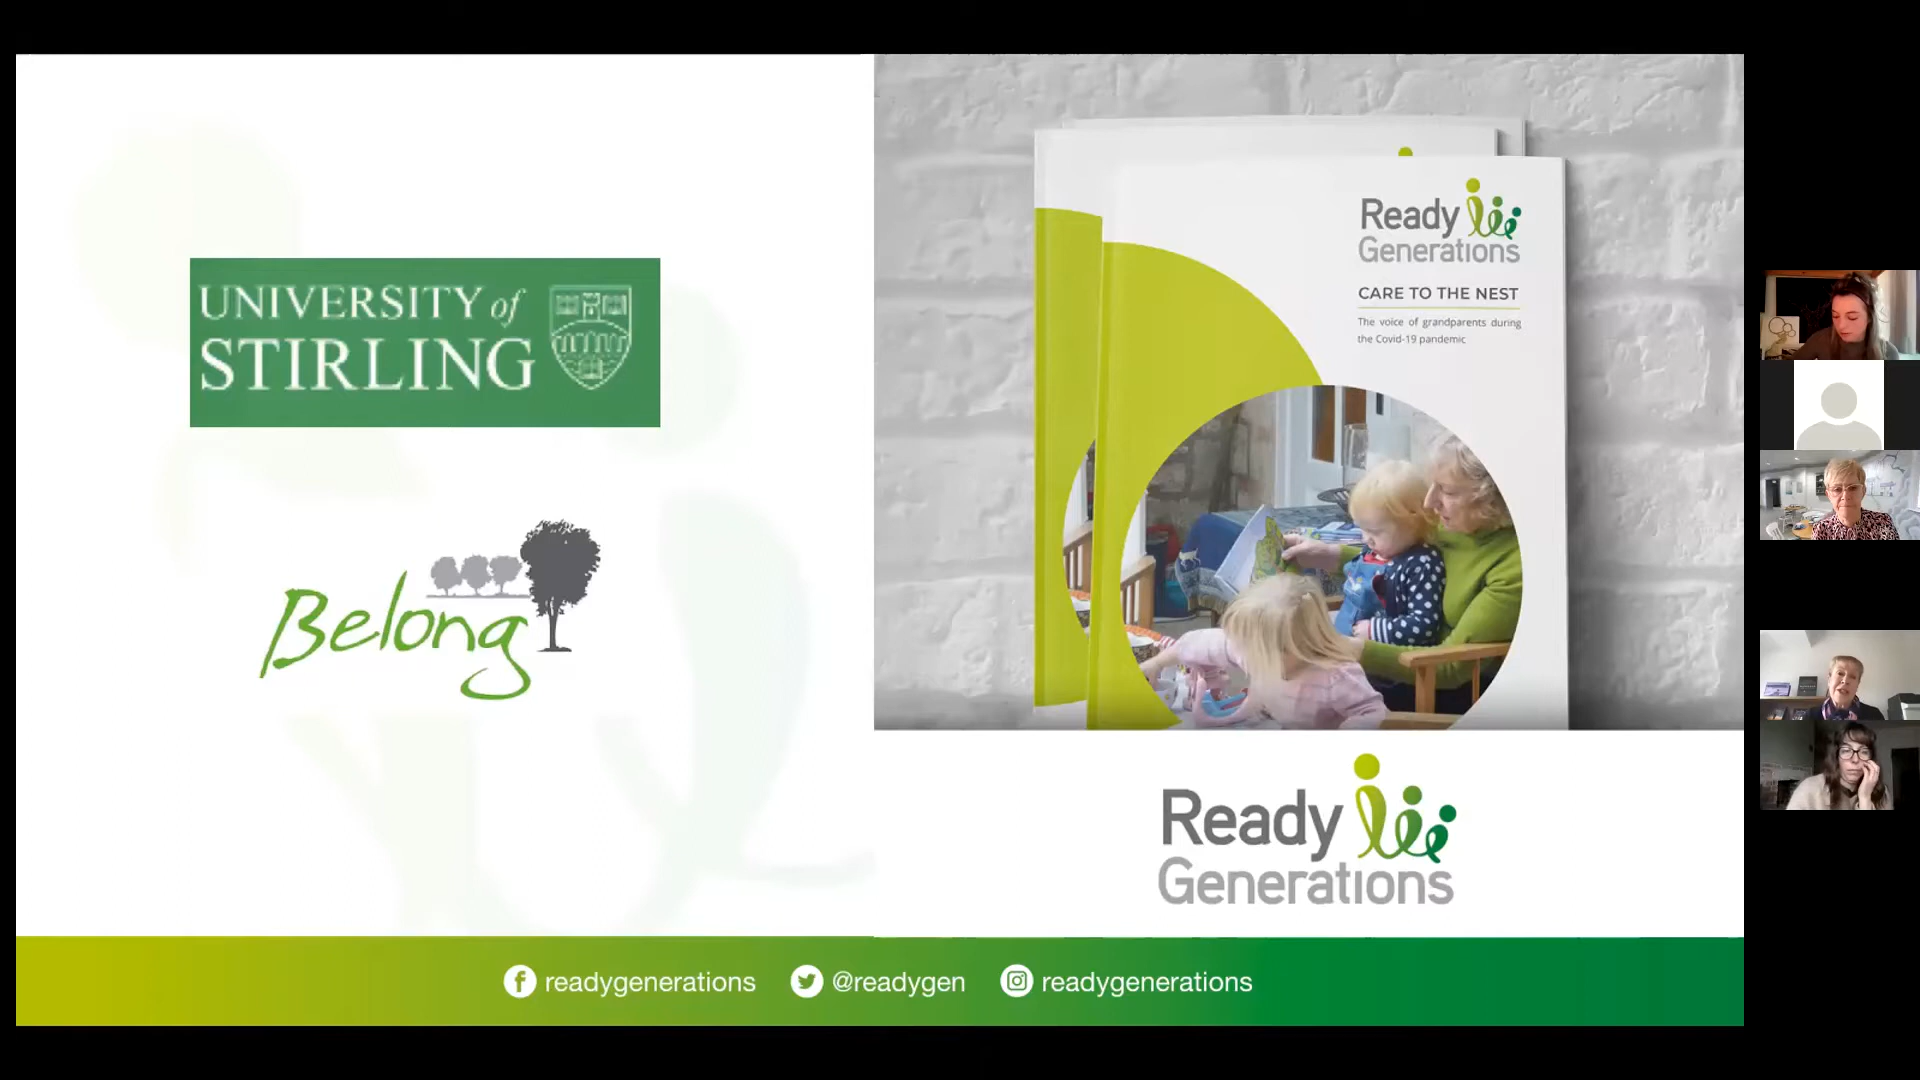 UNIVERSITY of
STIRLING
Belong
Ready
Generations
CARE TO THE NEST
The voice of grandparents during
the Covid-19 pandemic
Ready
Generations
readygenerations
@readygen
readygenerations